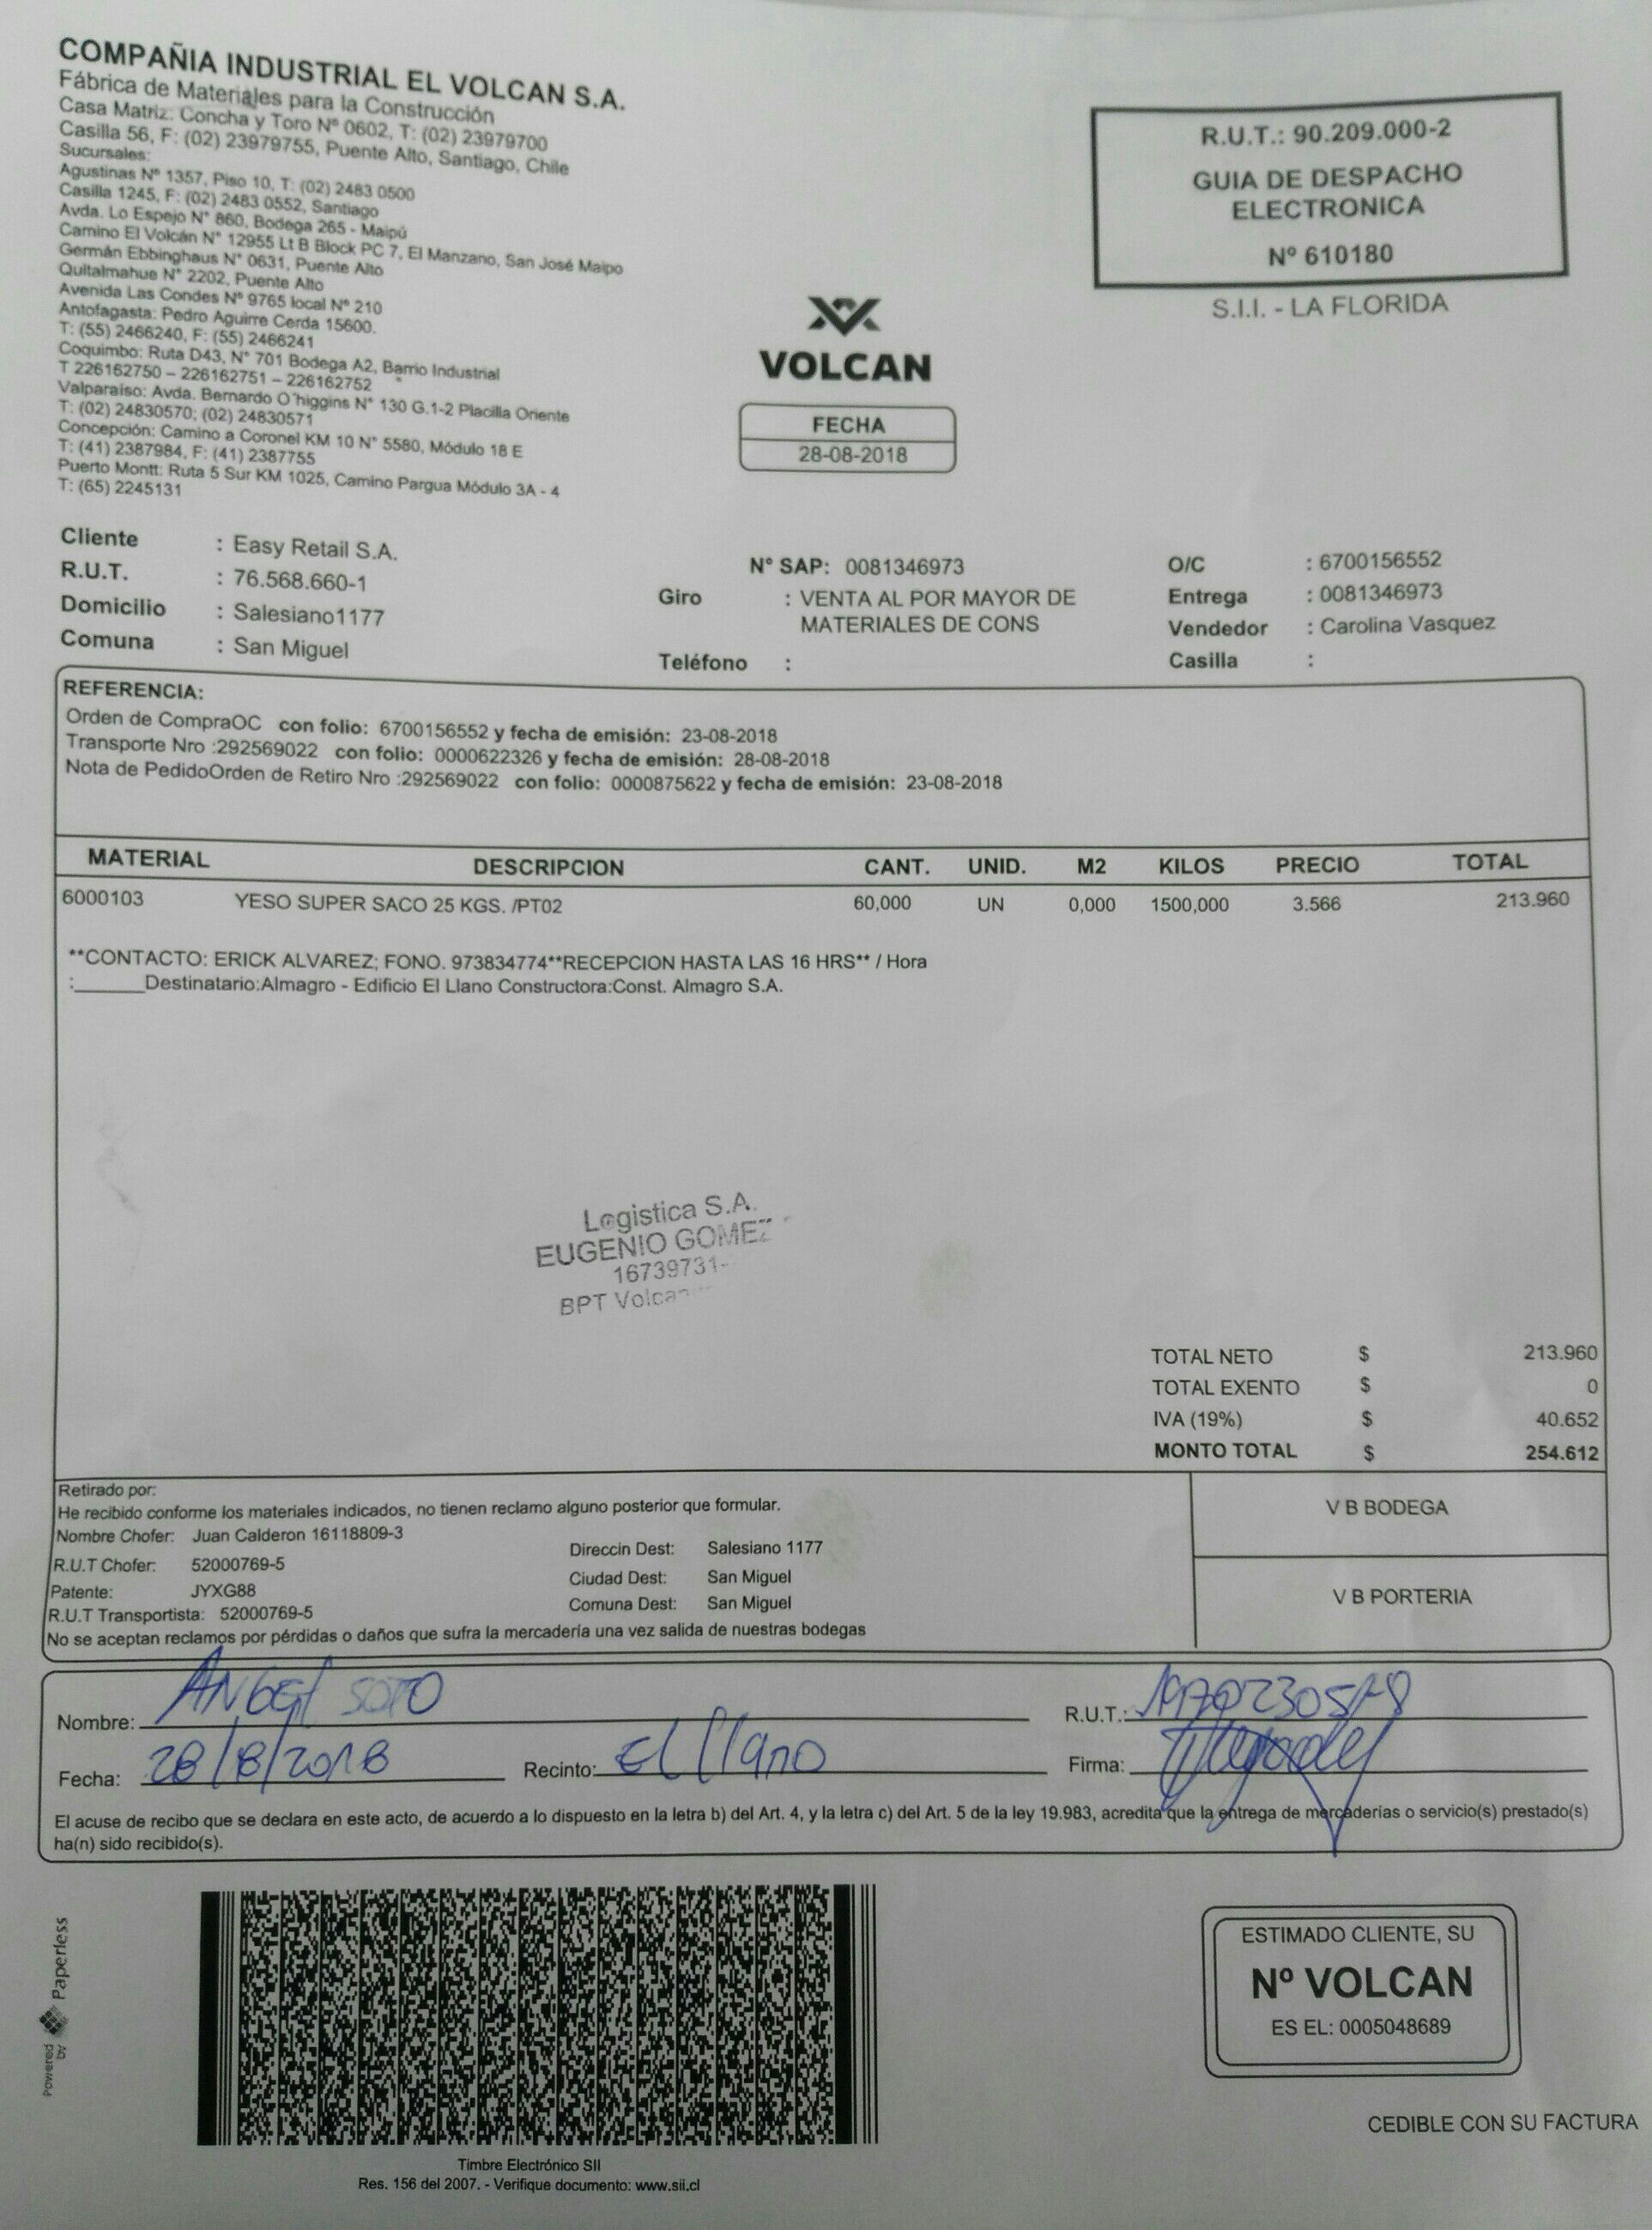 COMPAÑIA INDUSTRIAL EL VOLCAN S.A.
Fábrica de Materiales para la Construcción
Casa Matriz: Concha y Toro Nº 0602, T: (02) 23979700
Casilla 56, F: (02) 23979755, Puente Alto, Santiago, Chile
Sucursales:
Agustinas Nº 1357, Piso 10, T: (02) 2483 0500
Casilla 1245, F: (02) 2483 0552, Santiago
Avda. Lo Espejo N° 860, Bodega 265 - Maipú
Camino El Volcán N° 12955 Lt B Block PC 7, El Manzano, San José Maipo
Germán Ebbinghaus N° 0631, Puente Alto
Quitalmahue N° 2202, Puente Alto
Avenida Las Condes Nº 9765 local Nº 210
Antofagasta: Pedro Aguirre Cerda 15600.
T: (55) 2466240, F: (55) 2466241
Coquimbo: Ruta D43, N° 701 Bodega A2, Barrio Industrial
T 226162750 – 226162751 – 226162752
Valparaiso: Avda. Bernardo O´higgins N° 130 G.1-2 Placilla Oriente
T: (02) 24830570; (02) 24830571
Concepción: Camino a Coronel KM 10 N° 5580, Módulo 18 E
T: (41) 2387984, F: (41) 2387755
Puerto Montt: Ruta 5 Sur KM 1025, Camino Pargua Módulo 3A - 4
T: (65) 2245131
R.U.T.: 90.209.000-2
GUIA DE DESPACHO
ELECTRONICA
Nº 610180
S.I.I. - LA FLORIDA
VOLCAN
FECHA
28-08-2018
Cliente : Easy Retail S.A.
R.U.T. : 76.568.660-1
Domicilio : Salesiano1177
Comuna : San Miguel
N° SAP: 0081346973
Giro : VENTA AL POR MAYOR DE
MATERIALES DE CONS
Teléfono :
O/C : 6700156552
Entrega : 0081346973
Vendedor : Carolina Vasquez
Casilla :
REFERENCIA:
Orden de CompraOC con folio: 6700156552 y fecha de emisión: 23-08-2018
Transporte Nro :292569022 con folio: 0000622326 y fecha de emisión: 28-08-2018
Nota de PedidoOrden de Retiro Nro :292569022 con folio: 0000875622 y fecha de emisión: 23-08-2018
MATERIAL DESCRIPCION CANT. UNID. M2 KILOS PRECIO TOTAL
6000103 YESO SUPER SACO 25 KGS. /PT02 60,000 UN 0,000 1500,000 3.566 213.960
**CONTACTO: ERICK ALVAREZ; FONO. 973834774**RECEPCION HASTA LAS 16 HRS** / Hora
:______Destinatario:Almagro - Edificio El Llano Constructora:Const. Almagro S.A.
Logistica S.A.
EUGENIO GOMEZ
16739731-
BPT Volcan
TOTAL NETO $ 213.960
TOTAL EXENTO $ 0
IVA (19%) $ 40.652
MONTO TOTAL $ 254.612
Retirado por:
He recibido conforme los materiales indicados, no tienen reclamo alguno posterior que formular.
Nombre Chofer: Juan Calderon 16118809-3
R.U.T Chofer: 52000769-5
Patente: JYXG88
R.U.T Transportista: 52000769-5
Direccin Dest: Salesiano 1177
Ciudad Dest: San Miguel
Comuna Dest: San Miguel
No se aceptan reclamos por pérdidas o daños que sufra la mercadería una vez salida de nuestras bodegas
V B BODEGA
V B PORTERIA
Nombre: ANGEl SOTO
R.U.T.:
Fecha: 28/8/2018 Recinto: El llano Firma:
El acuse de recibo que se declara en este acto, de acuerdo a lo dispuesto en la letra b) del Art. 4, y la letra c) del Art. 5 de la ley 19.983, acredita que la entrega de mercaderías o servicio(s) prestado(s)
ha(n) sido recibido(s).
Powered by Paperless
Timbre Electrónico SII
Res. 156 del 2007. - Verifique documento: www.sii.cl
ESTIMADO CLIENTE, SU
Nº VOLCAN
ES EL: 0005048689
CEDIBLE CON SU FACTURA